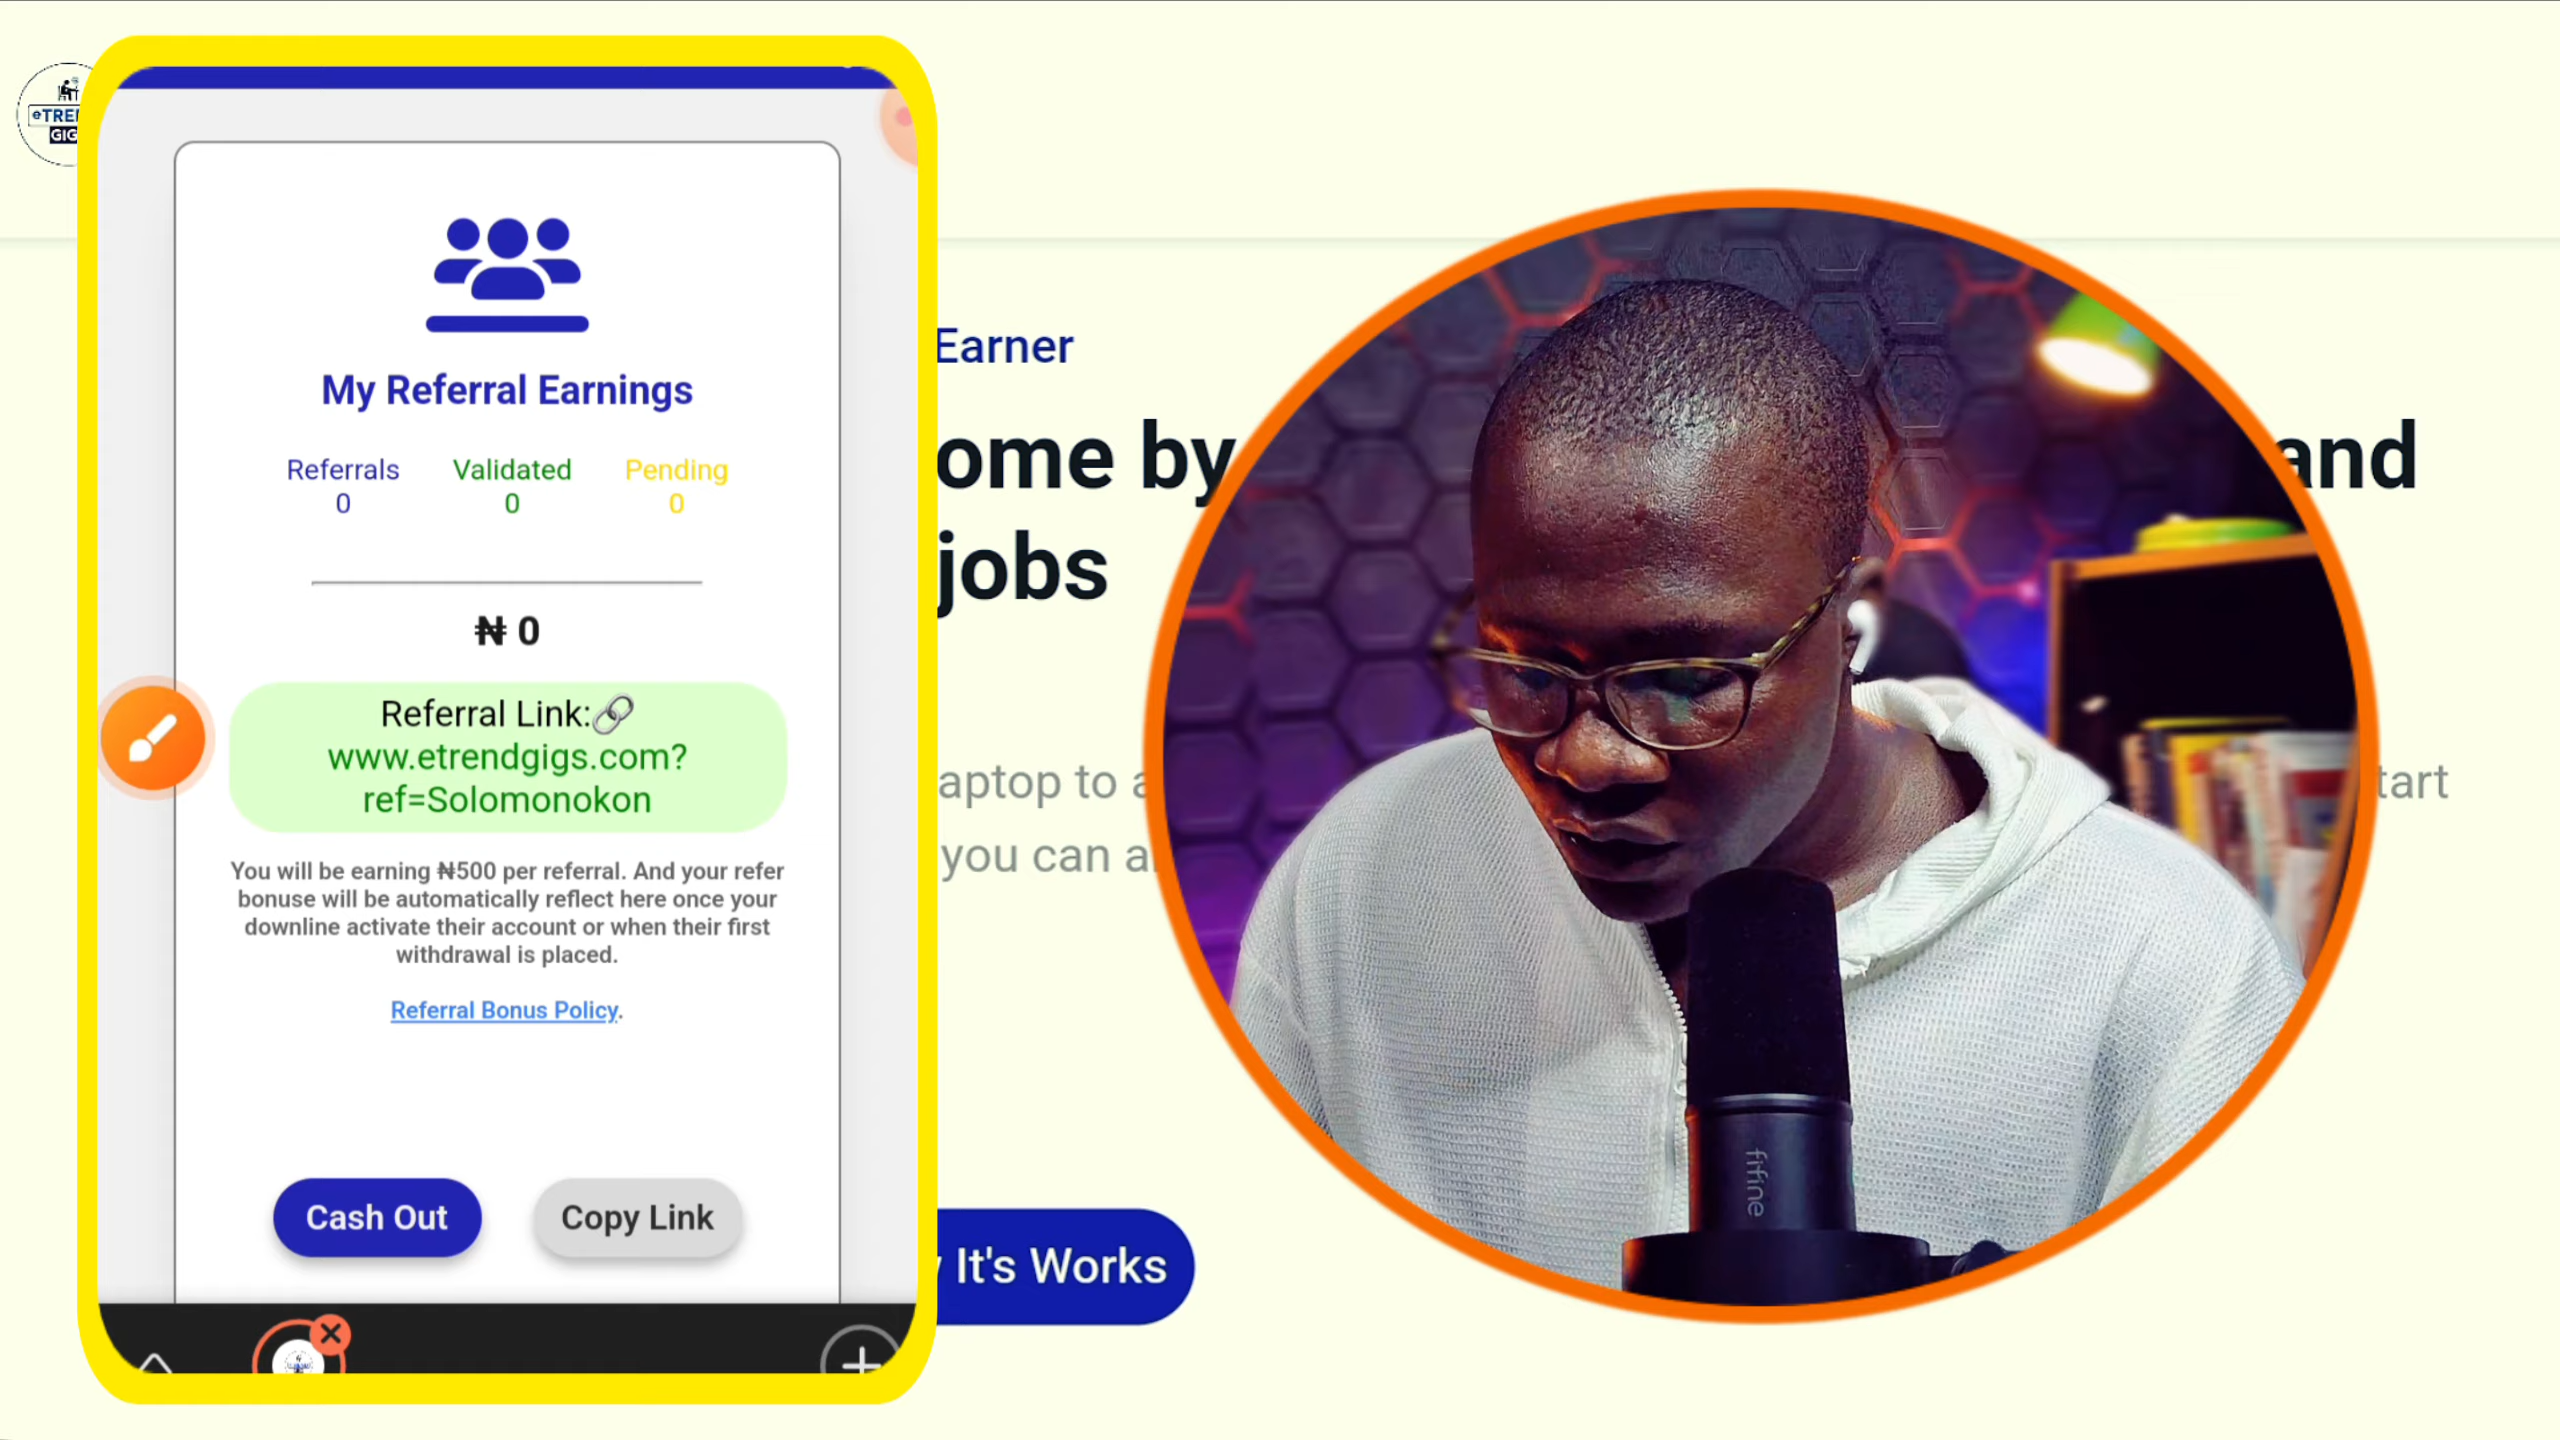 eTRE
GIG
My Referral Earnings
Referrals Validated Pending
0 0 0
₦ 0
Referral Link:
www.etrendgigs.com?
ref=Solomonokon
You will be earning ₦500 per referral. And your refer
bonuse will be automatically reflect here once your
downline activate their account or when their first
withdrawal is placed.
Referral Bonus Policy.
Cash Out Copy Link
Earner
ome by and
jobs
aptop to a tart
you can a
It's Works
fifine